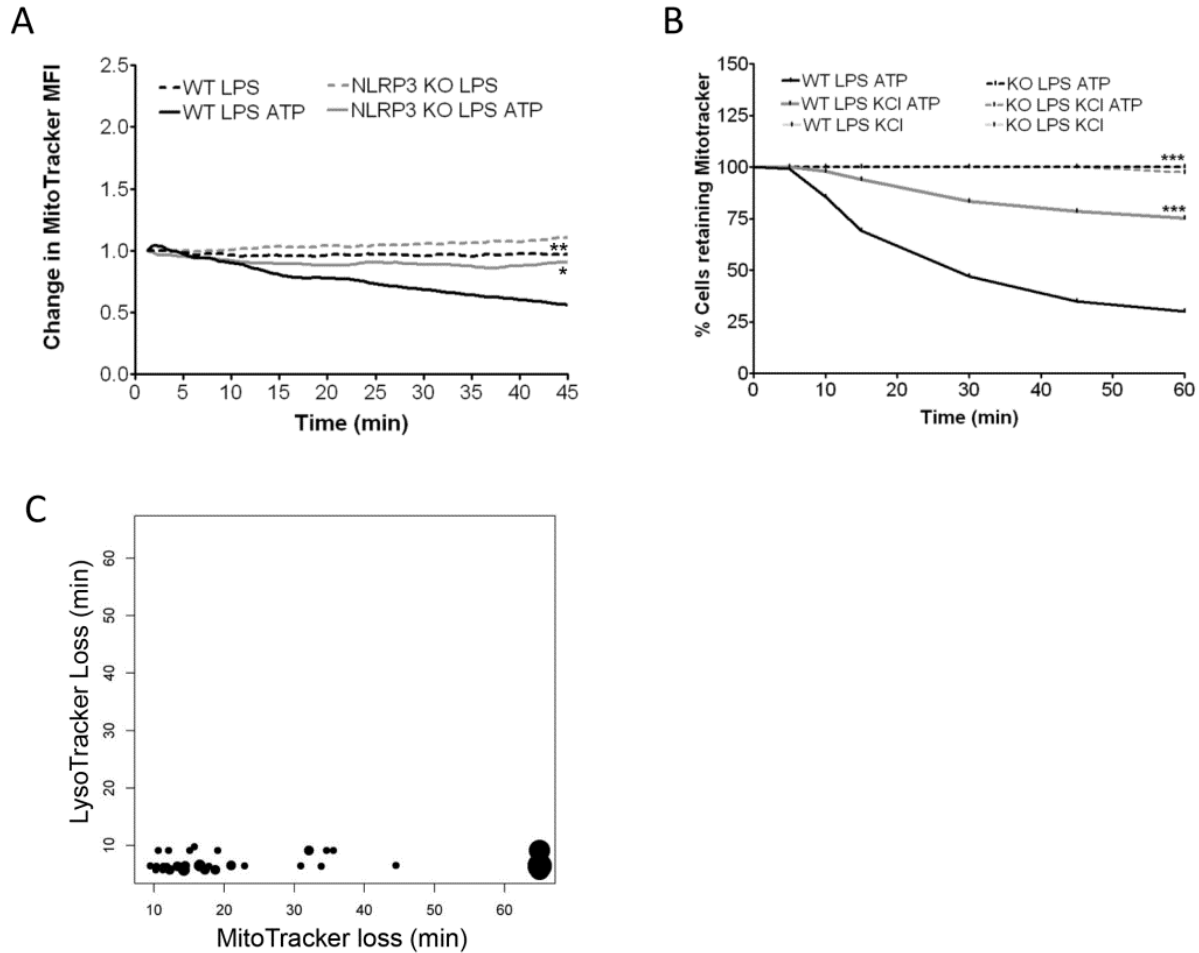 A
Change in MitoTracker MFI
2.5
2.0
1.5
1.0
0.5
0.0
WT LPS
WT LPS ATP
NLRP3 KO LPS
NLRP3 KO LPS ATP
**
*
0 5 10 15 20 25 30 35 40 45
Time (min)
B
% Cells retaining Mitotracker
150
125
100
75
50
25
0
WT LPS ATP
WT LPS KCl ATP
WT LPS KCl
KO LPS ATP
KO LPS KCl ATP
KO LPS KCl
***
***
0 10 20 30 40 50 60
Time (min)
C
LysoTracker Loss (min)
60
50
40
30
20
10
10 20 30 40 50 60
MitoTracker loss (min)